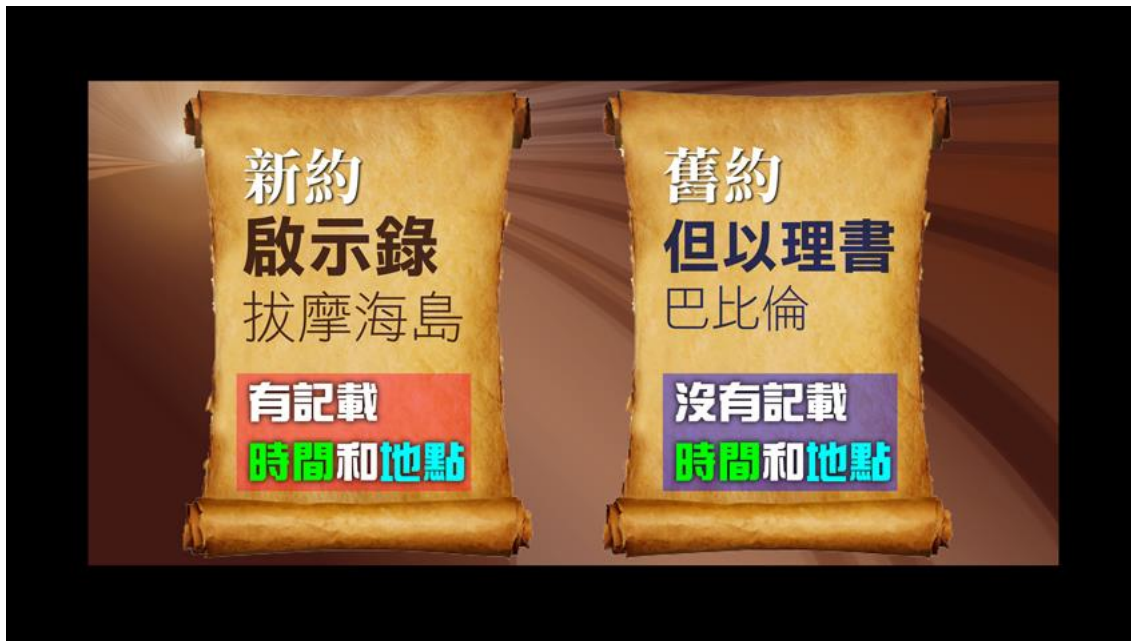 新約
啟示錄
拔摩海島
有記載
時間和地點
舊約
但以理書
巴比倫
沒有記載
時間和地點